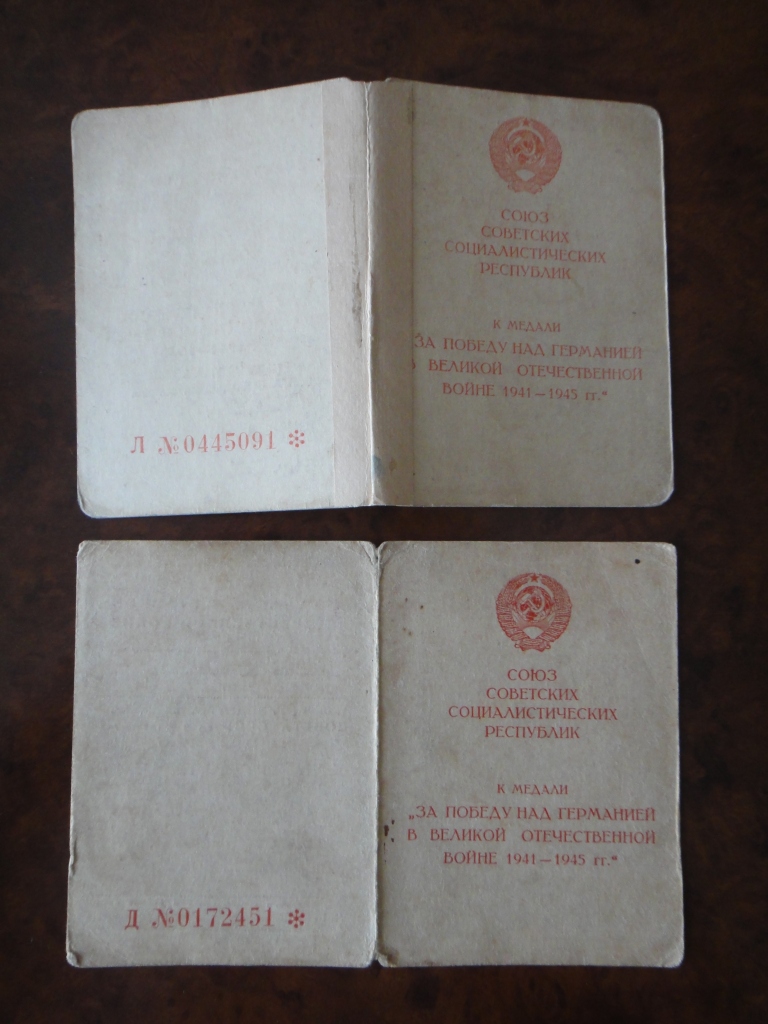 СОЮЗ
СОВЕТСКИХ
СОЦИАЛИСТИЧЕСКИХ
РЕСПУБЛИК
К МЕДАЛИ
ЗА ПОБЕДУ НАД ГЕРМАНИЕЙ
В ВЕЛИКОЙ ОТЕЧЕСТВЕННОЙ
ВОЙНЕ 1941—1945 гг.“
Л №0445091
СОЮЗ
СОВЕТСКИХ
СОЦИАЛИСТИЧЕСКИХ
РЕСПУБЛИК
К МЕДАЛИ
„ЗА ПОБЕДУ НАД ГЕРМАНИЕЙ
В ВЕЛИКОЙ ОТЕЧЕСТВЕННОЙ
ВОЙНЕ 1941—1945 гг.“
Д №0172451